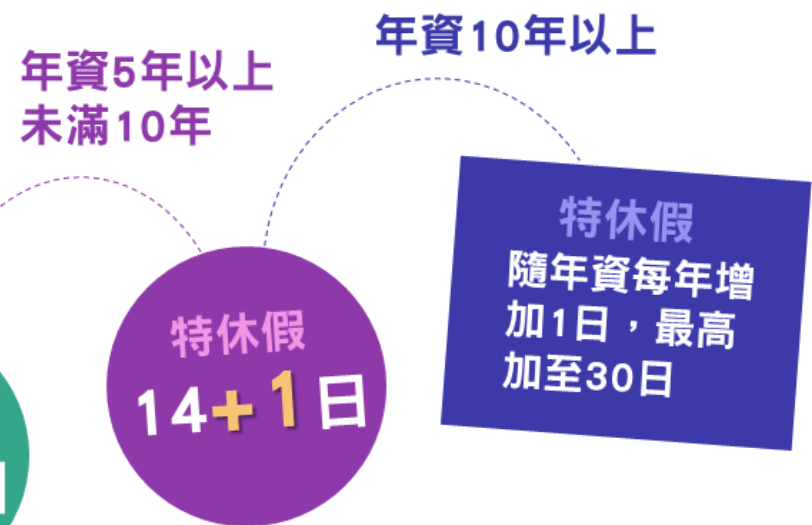 年資5年以上
未滿10年
特休假
14+1日
年資10年以上
特休假
隨年資每年增
加1日，最高
加至30日